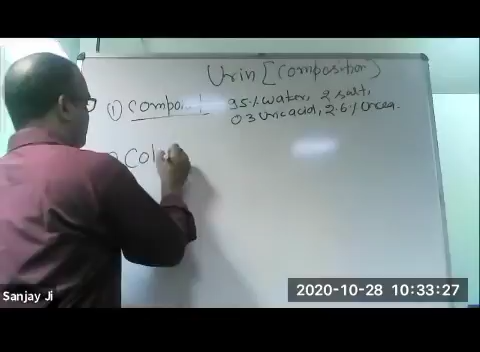 Urin [Composition]
① Compound 95% water, 2 salt,
0 3 Uric acid, 2.6% Urea.
Col
Sanjay Ji
2020-10-28 10:33:27